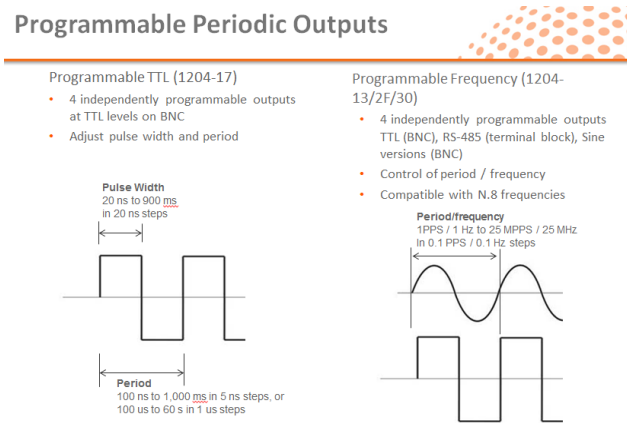 Programmable Periodic Outputs
Programmable TTL (1204-17)
• 4 independently programmable outputs
at TTL levels on BNC
• Adjust pulse width and period
Pulse Width
20 ns to 900 ms
in 20 ns steps
Period
100 ns to 1,000 ms in 5 ns steps, or
100 us to 60 s in 1 us steps
Programmable Frequency (1204-
13/2F/30)
• 4 independently programmable outputs
TTL (BNC), RS-485 (terminal block), Sine
versions (BNC)
• Control of period / frequency
• Compatible with N.8 frequencies
Period/frequency
1PPS / 1 Hz to 25 MPPS / 25 MHz
in 0.1 PPS / 0.1 Hz steps